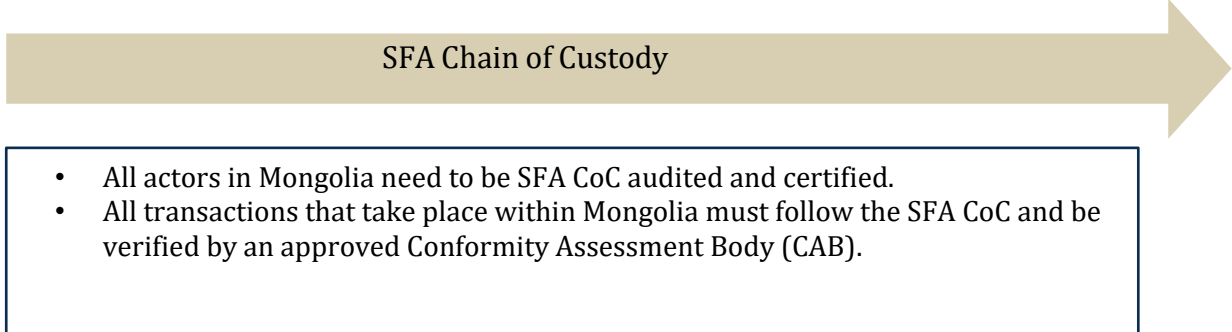 SFA Chain of Custody
• All actors in Mongolia need to be SFA CoC audited and certified.
• All transactions that take place within Mongolia must follow the SFA CoC and be
verified by an approved Conformity Assessment Body (CAB).